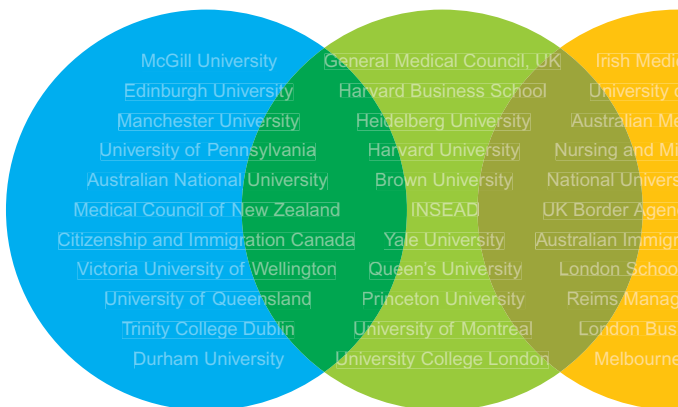 McGill University General Medical Council, UK Irish Medic
Edinburgh University Harvard Business School University o
Manchester University Heidelberg University Australian Me
University of Pennsylvania Harvard University Nursing and Mi
Australian National University Brown University National Univers
Medical Council of New Zealand INSEAD UK Border Agen
Citizenship and Immigration Canada Yale University Australian Immigr
Victoria University of Wellington Queen's University London Schoo
University of Queensland Princeton University Reims Manag
Trinity College Dublin University of Montreal London Bus
Durham University University College London Melbourne